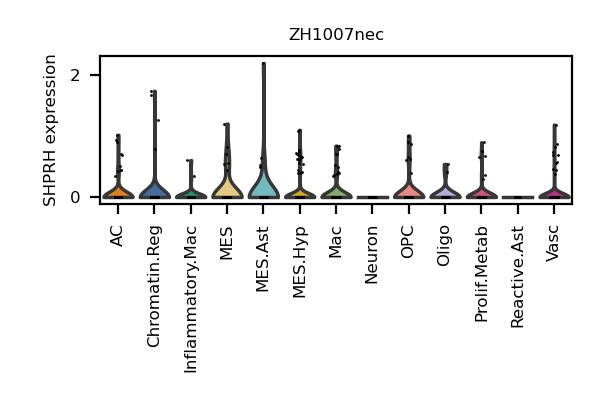 ZH1007nec
SHPRH expression
2
0
AC
Chromatin.Reg
Inflammatory.Mac
MES
MES.Ast
MES.Hyp
Mac
Neuron
OPC
Oligo
Prolif.Metab
Reactive.Ast
Vasc